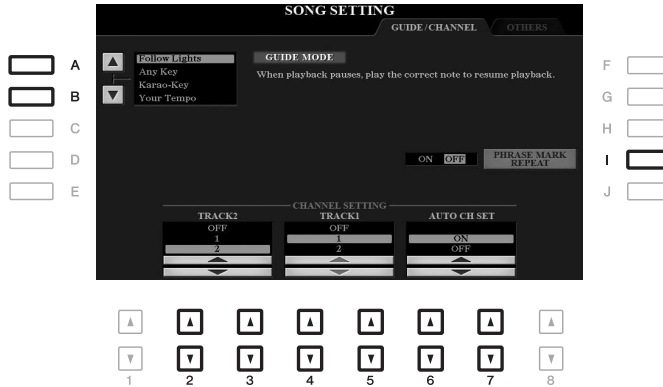 SONG SETTING
GUIDE/CHANNEL
OTHERS
A
B
C
D
E
Follow Lights
Any Key
Karao-Key
Your Tempo
GUIDE MODE
When playback pauses, play the correct note to resume playback.
F
G
H
I
J
ON OFF
PHRASE MARK
REPEAT
CHANNEL SETTING
TRACK2 TRACK1 AUTO CH SET
OFF OFF
1 1 ON
2 2 OFF
1 2 3 4 5 6 7 8